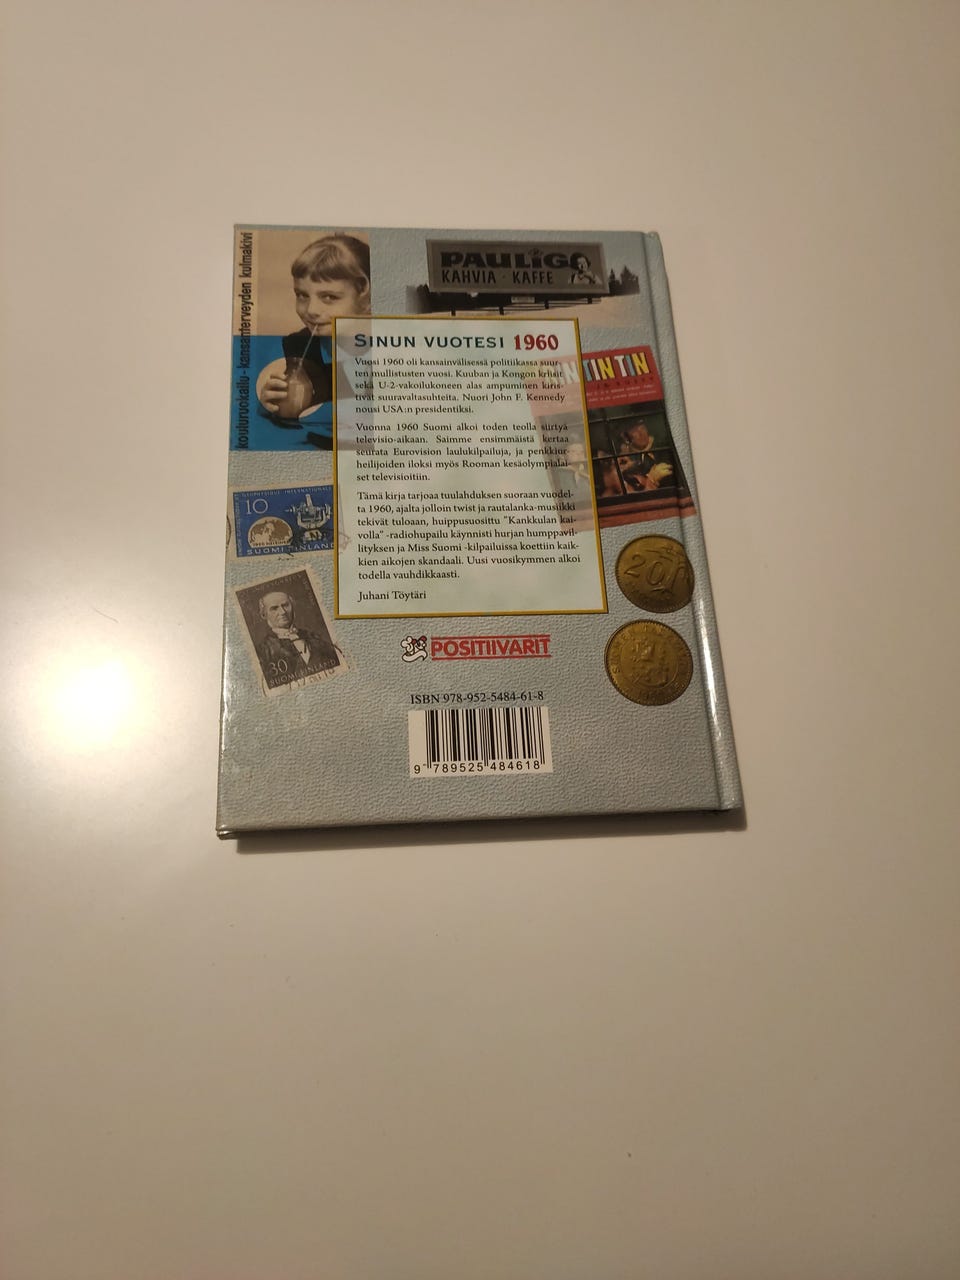 kouluruokailu - kansanterveyden kulmakivi
PAULIG
KAHVIA · KAFFE
SINUN VUOTESI 1960
Vuosi 1960 oli kansainvälisessä politiikassa suur-
ten mullistusten vuosi. Kuuban ja Kongon kriisit
sekä U-2-vakoilukoneen alas ampuminen kiris-
tivät suuravaltasuhteita. Nuori John F. Kennedy
nousi USA:n presidentiksi.
Vuonna 1960 Suomi alkoi toden teolla siirtyä
televisio-aikaan. Saimme ensimmäistä kertaa
seurata Eurovision laulukilpailuja, ja penkkiur-
heilijoiden iloksi myös Rooman kesäolympialai-
set televisioitiin.
Tämä kirja tarjoaa tuulahduksen suoraan vuodel-
ta 1960, ajalta jolloin twist ja rautalanka-musiikki
tekivät tuloaan, huippusuosittu "Kankkulan kai-
volla" -radiohupailu käynnisti hurjan humppavil-
lityksen ja Miss Suomi -kilpailuissa koettiin kaik-
kien aikojen skandaali. Uusi vuosikymmen alkoi
todella vauhdikkaasti.
Juhani Töytäri
TIN TIN
10
SUOMI FINLAND
30
SUOMI FINLAND
20
POSITIIVARIT
ISBN 978-952-5484-61-8
9 789525 484618